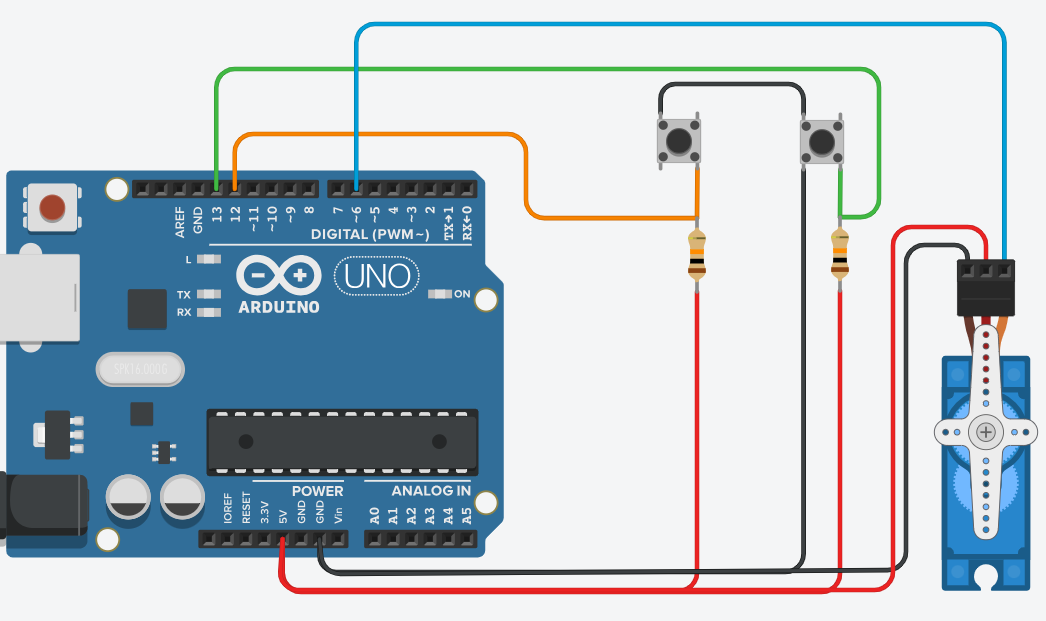 AREF
GND
13
12
~11
~10
~9
8
7
~6
~5
4
~3
2
TX→1
RX←0
DIGITAL (PWM~)
L
TX
RX
UNO
ARDUINO
ON
SPK16.000G
POWER
ANALOG IN
IOREF
RESET
3.3V
5V
GND
GND
Vin
A0
A1
A2
A3
A4
A5